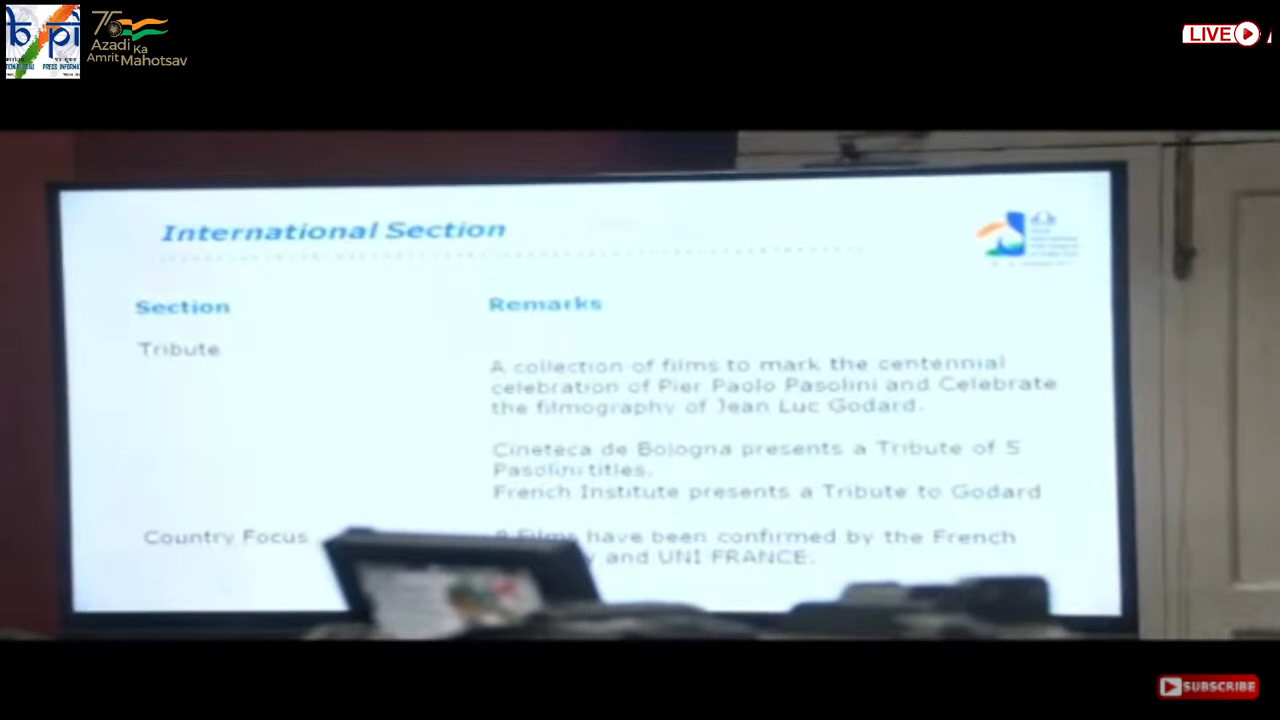 bpi
75
Azadi Ka
Amrit Mahotsav
LIVE
International Section
Section
Remarks
Tribute
A collection of films to mark the centennial
celebration of Pier Paolo Pasolini and Celebrate
the filmography of Jean Luc Godard.
Cineteca de Bologna presents a Tribute of 5
Pasolini titles.
French Institute presents a Tribute to Godard
Country Focus
Films have been confirmed by the French
and UNI FRANCE.
SUBSCRIBE